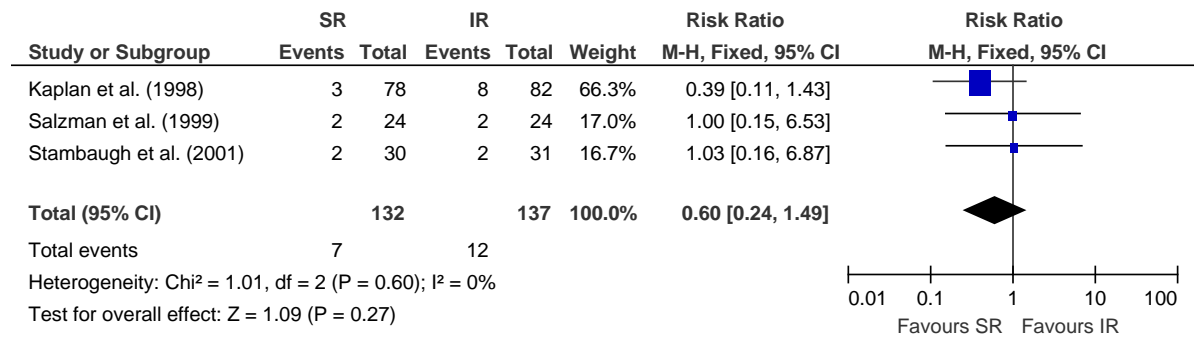 SR IR Risk Ratio Risk Ratio
Study or Subgroup Events Total Events Total Weight M-H, Fixed, 95% CI M-H, Fixed, 95% CI
Kaplan et al. (1998) 3 78 8 82 66.3% 0.39 [0.11, 1.43]
Salzman et al. (1999) 2 24 2 24 17.0% 1.00 [0.15, 6.53]
Stambaugh et al. (2001) 2 30 2 31 16.7% 1.03 [0.16, 6.87]
Total (95% CI) 132 137 100.0% 0.60 [0.24, 1.49]
Total events 7 12
Heterogeneity: Chi² = 1.01, df = 2 (P = 0.60); I² = 0%
Test for overall effect: Z = 1.09 (P = 0.27)
0.01 0.1 1 10 100
Favours SR Favours IR